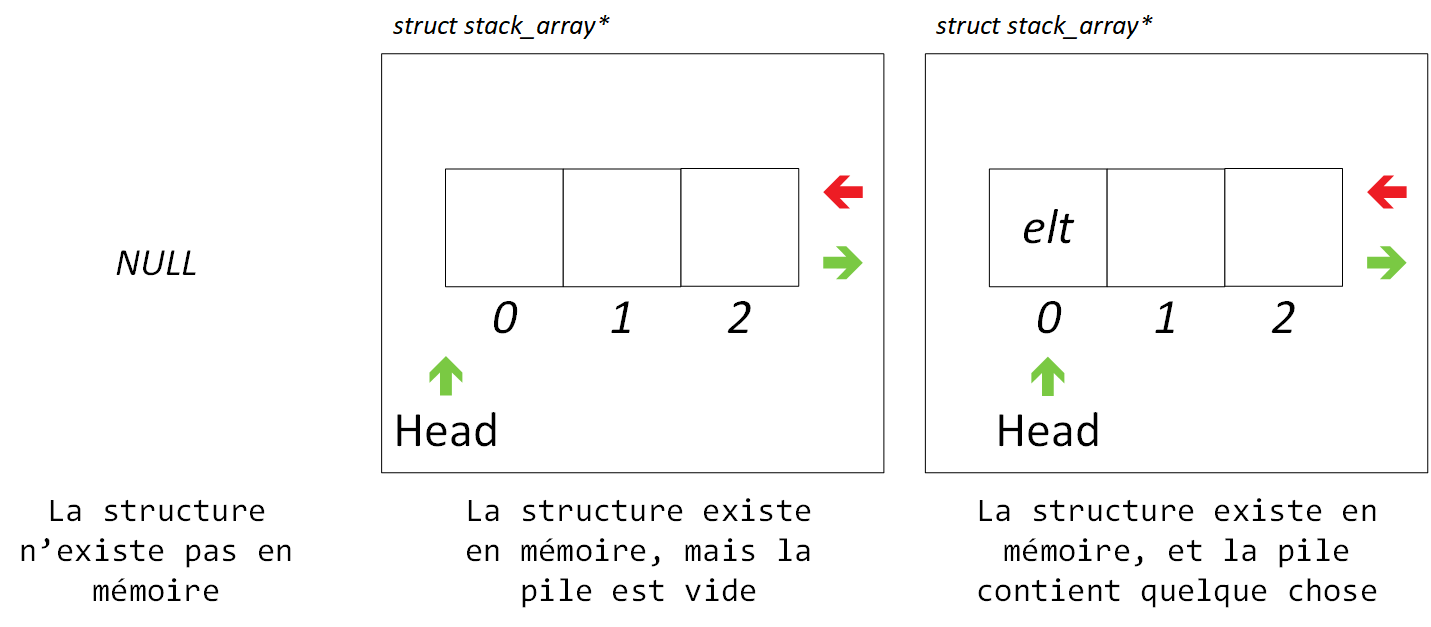 struct stack_array*
struct stack_array*
NULL
elt
0 1 2
0 1 2
Head
Head
La structure
n’existe pas en
mémoire
La structure existe
en mémoire, mais la
pile est vide
La structure existe en
mémoire, et la pile
contient quelque chose